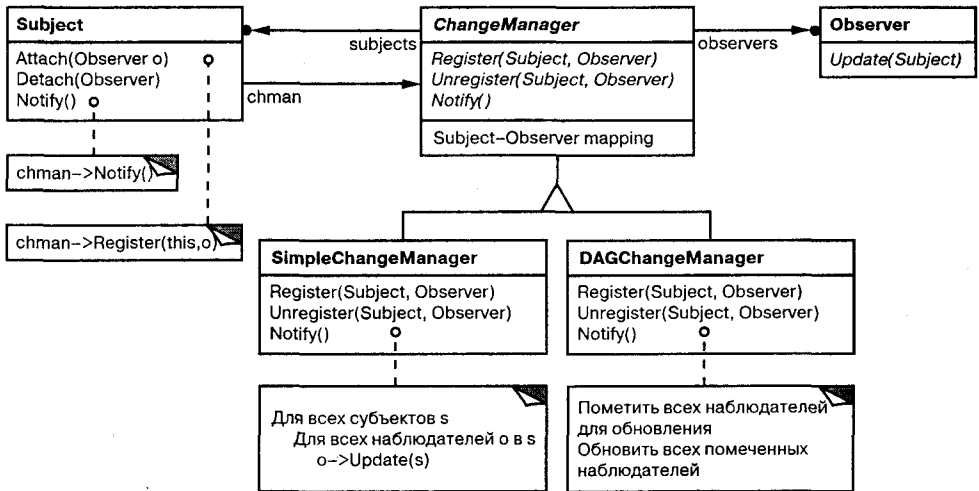 Subject
Attach(Observer o)
Detach(Observer)
Notify()
chman->Notify()
chman->Register(this,o)
subjects
chman
ChangeManager
Register(Subject, Observer)
Unregister(Subject, Observer)
Notify()
Subject-Observer mapping
observers
Observer
Update(Subject)
SimpleChangeManager
Register(Subject, Observer)
Unregister(Subject, Observer)
Notify()
Для всех субъектов s
Для всех наблюдателей o в s
o->Update(s)
DAGChangeManager
Register(Subject, Observer)
Unregister(Subject, Observer)
Notify()
Пометить всех наблюдателей
для обновления
Обновить всех помеченных
наблюдателей